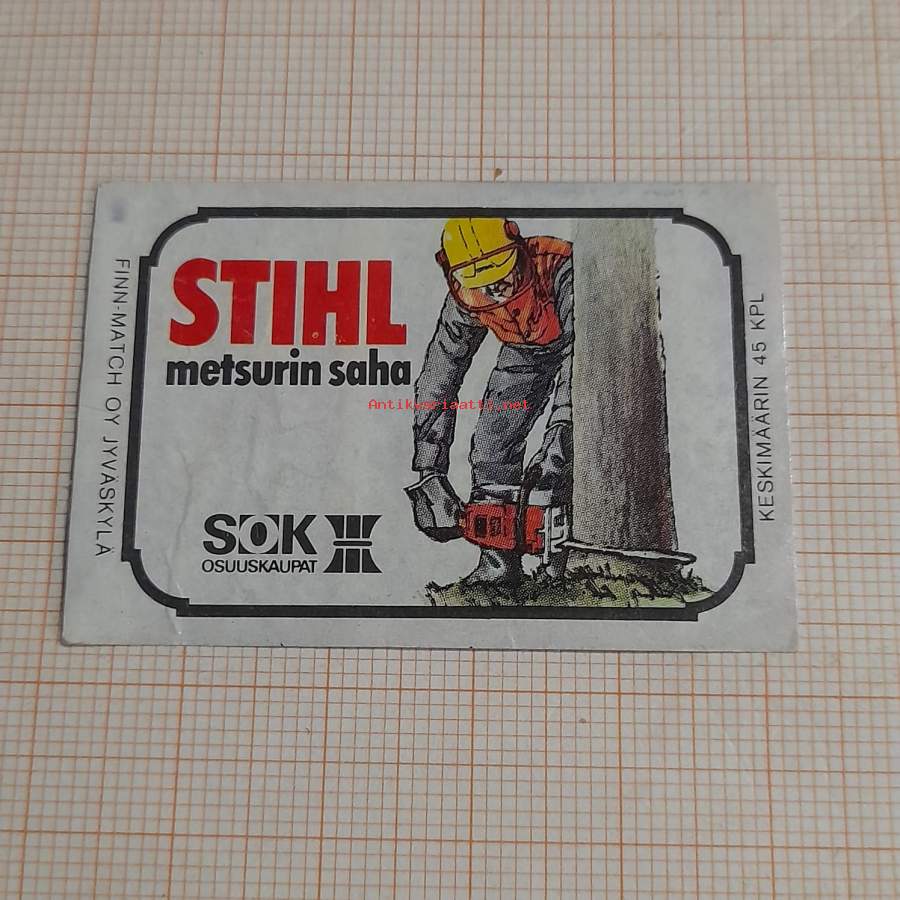 FINN-MATCH OY JYVÄSKYLÄ
STIHL
metsurin saha
Antikvariaatti.net
SOK
OSUUSKAUPAT
KESKIMÄÄRIN 45 KPL